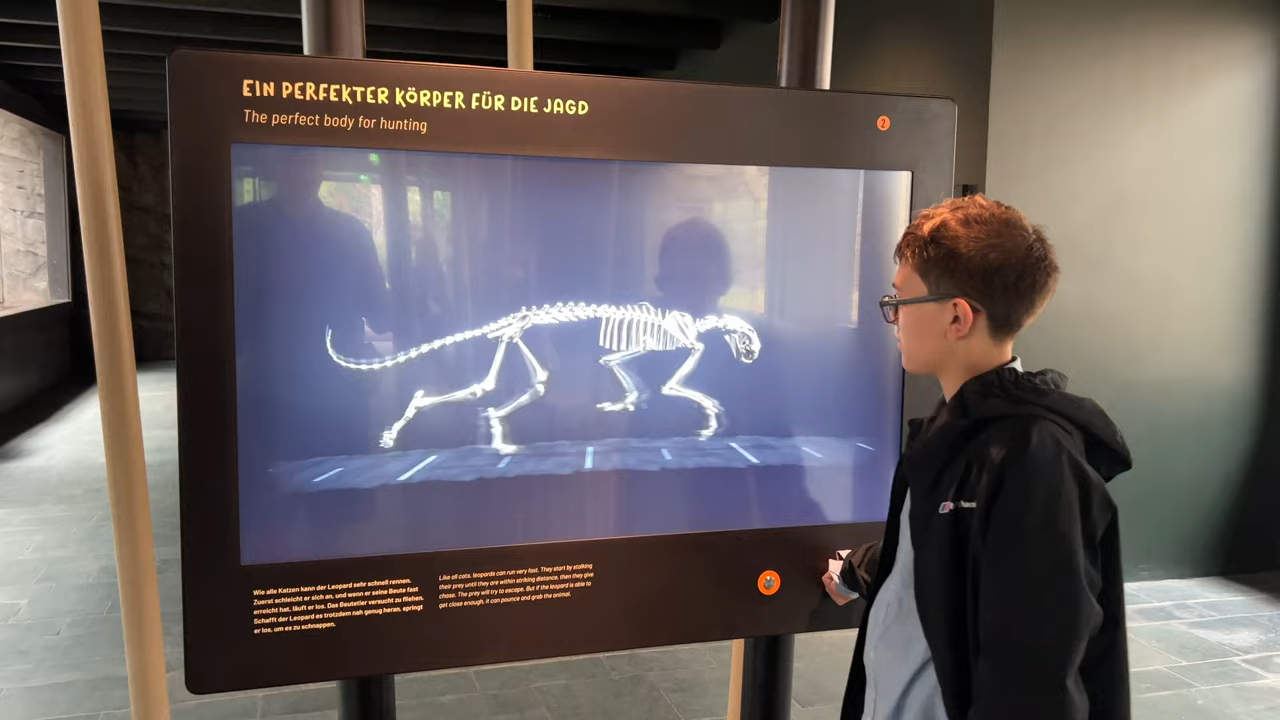 EIN PERFEKTER KÖRPER FÜR DIE JAGD
The perfect body for hunting
2
Wie alle Katzen kann der Leopard sehr schnell rennen.
Zuerst schleicht er sich an, und wenn er seine Beute fast
erreicht hat, läuft er los. Das Beutetier versucht zu fliehen.
Schafft der Leopard es trotzdem nah genug heran, springt
er los, um es zu schnappen.
Like all cats, leopards can run very fast. They start by stalking
their prey until they are within striking distance, then they give
chase. The prey will try to escape. But if the leopard is able to
get close enough, it can pounce and grab the animal.